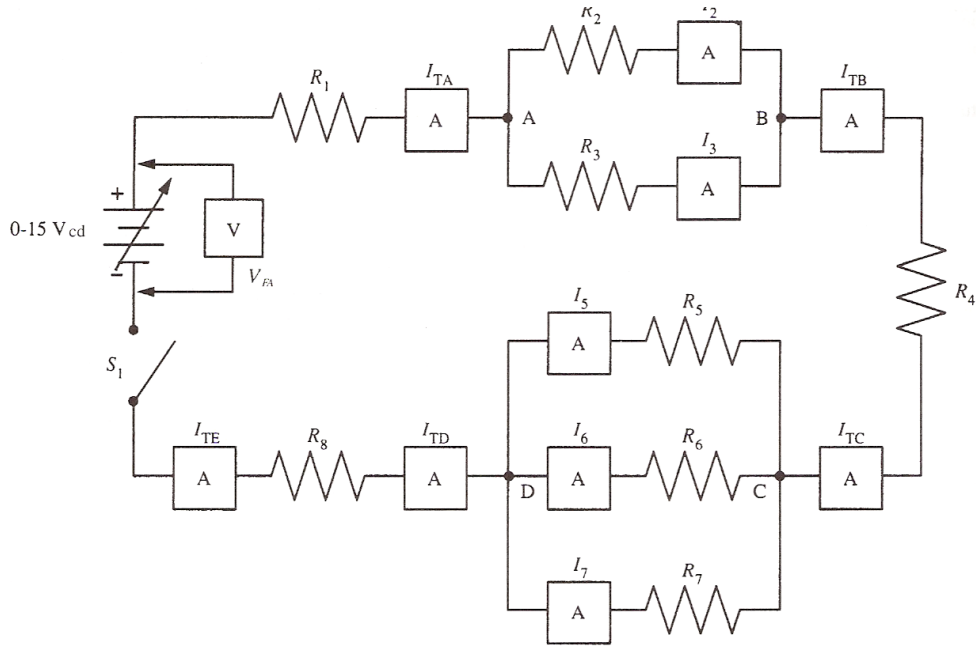 R2
I2
R1
ITA
A
A
A
B
ITB
A
R3
I3
A
+
0-15 Vcd
-
V
VFA
R4
S1
I5
R5
A
ITE
A
R8
ITD
A
D
I6
A
R6
C
ITC
A
I7
R7
A